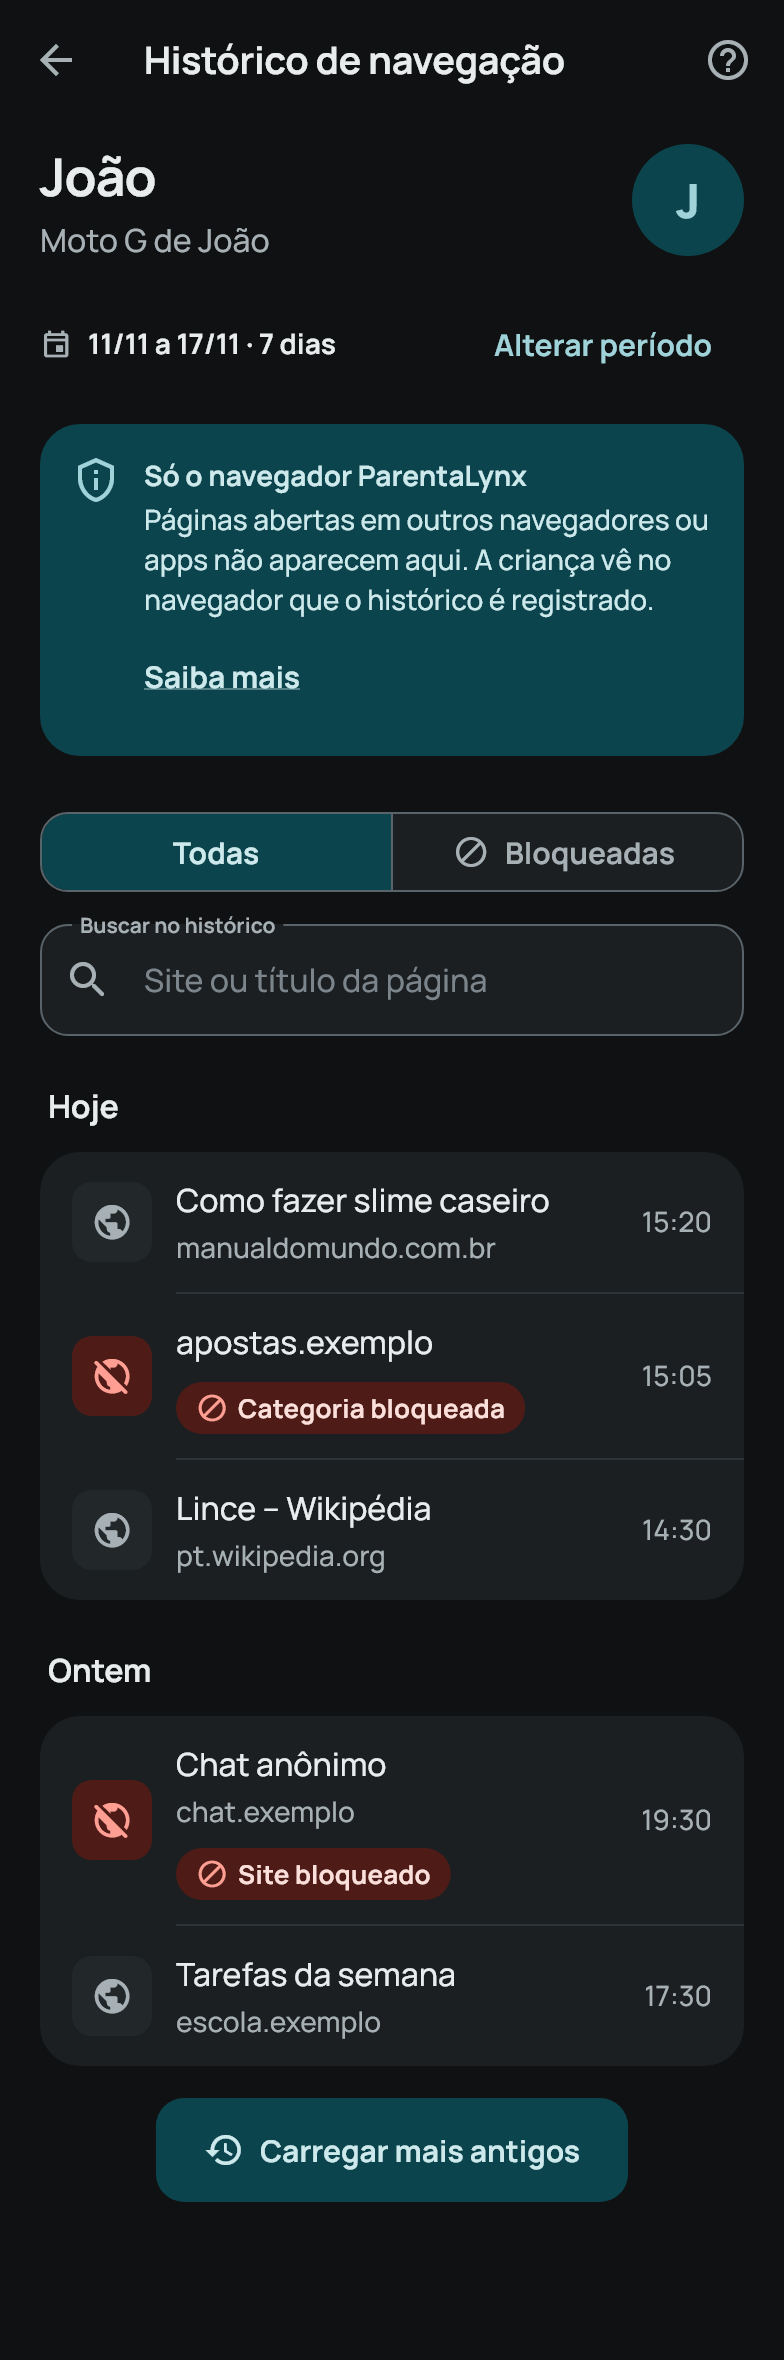 Histórico de navegação
João
J
Moto G de João
11/11 a 17/11 · 7 dias
Alterar período
Só o navegador ParentaLynx
Páginas abertas em outros navegadores ou
apps não aparecem aqui. A criança vê no
navegador que o histórico é registrado.
Saiba mais
Todas
Bloqueadas
Buscar no histórico
Site ou título da página
Hoje
Como fazer slime caseiro
manualdomundo.com.br
15:20
apostas.exemplo
Categoria bloqueada
15:05
Lince – Wikipédia
pt.wikipedia.org
14:30
Ontem
Chat anônimo
chat.exemplo
Site bloqueado
19:30
Tarefas da semana
escola.exemplo
17:30
Carregar mais antigos